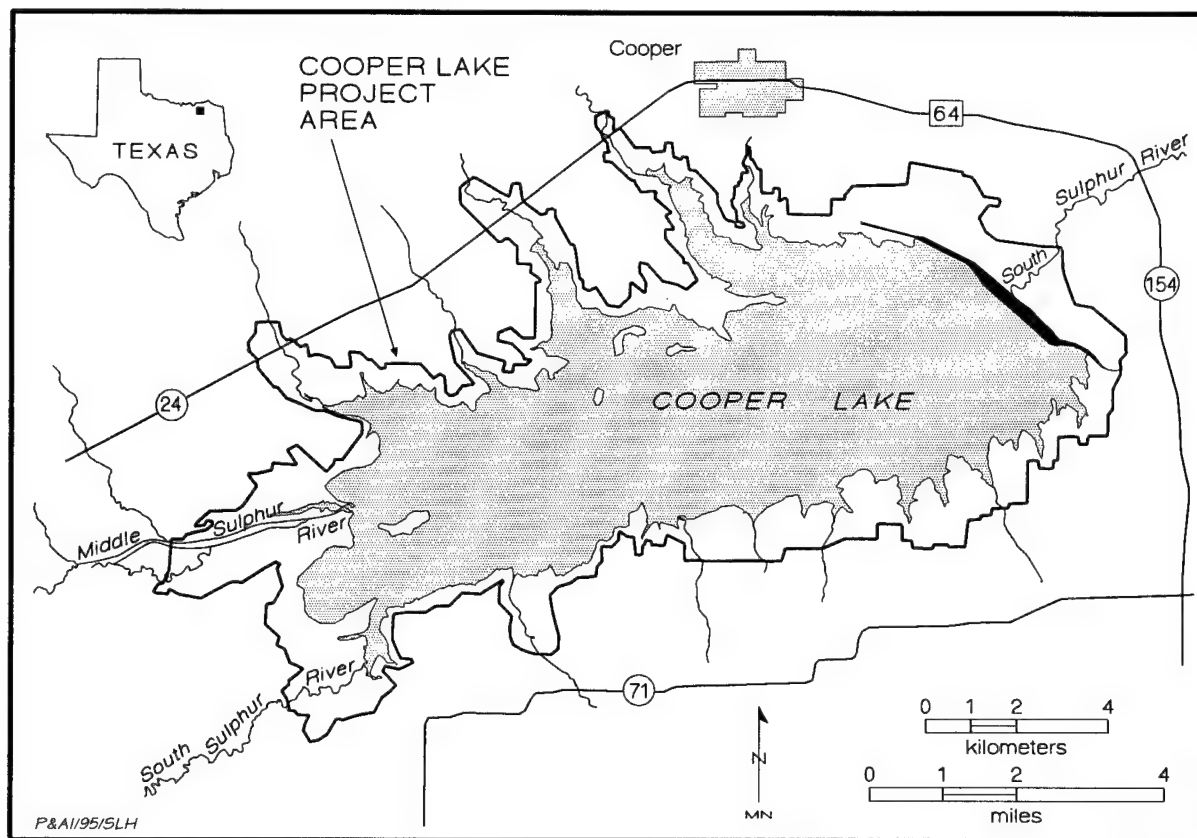 Cooper
COOPER LAKE
PROJECT
AREA
TEXAS
64
Sulphur River
South
154
24
COOPER LAKE
Middle Sulphur River
South Sulphur River
71
0 1 2 4
kilometers
0 1 2 4
miles
N
MN
P&AI/95/SLH